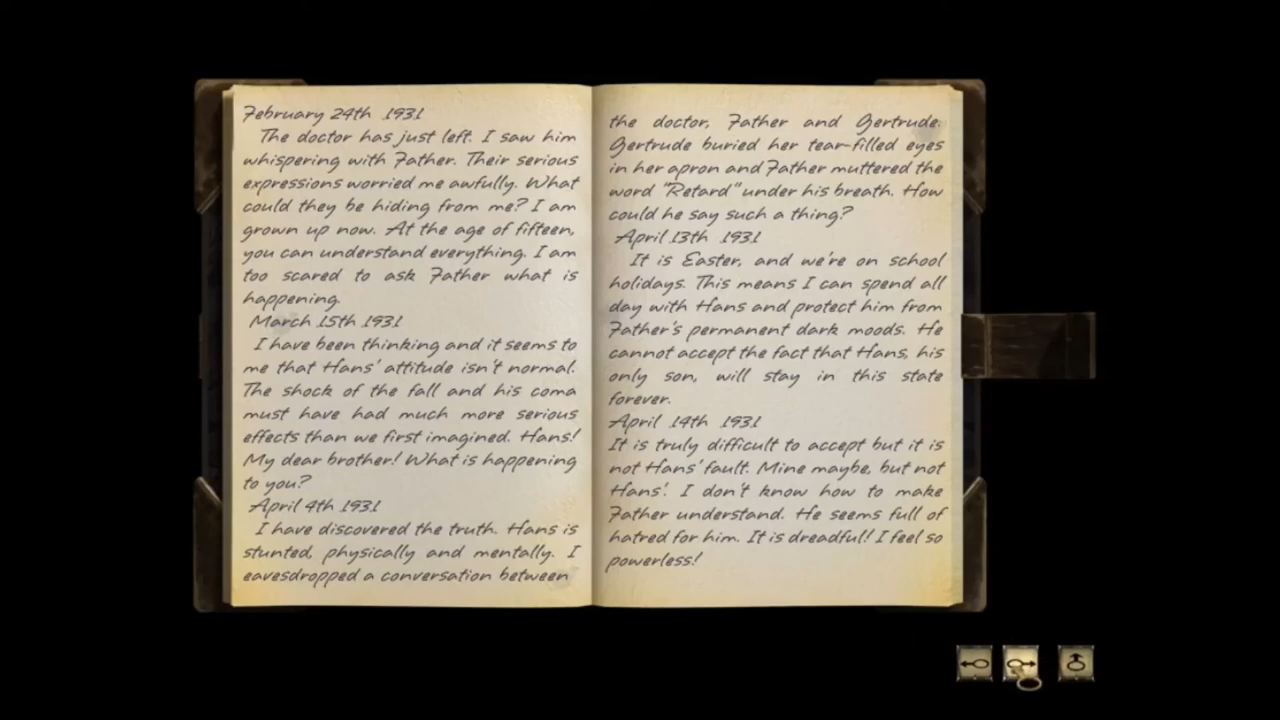 February 24th 1931
The doctor has just left. I saw him
whispering with Father. Their serious
expressions worried me awfully. What
could they be hiding from me? I am
grown up now. At the age of fifteen,
you can understand everything. I am
too scared to ask Father what is
happening.
March 15th 1931
I have been thinking and it seems to
me that Hans' attitude isn't normal.
The shock of the fall and his coma
must have had much more serious
effects than we first imagined. Hans!
My dear brother! What is happening
to you?
April 4th 1931
I have discovered the truth. Hans is
stunted, physically and mentally. I
eavesdropped a conversation between
the doctor, Father and Gertrude.
Gertrude buried her tear-filled eyes
in her apron and Father muttered the
word "Retard" under his breath. How
could he say such a thing?
April 13th 1931
It is Easter, and we're on school
holidays. This means I can spend all
day with Hans and protect him from
Father's permanent dark moods. He
cannot accept the fact that Hans, his
only son, will stay in this state
forever.
April 14th 1931
It is truly difficult to accept but it is
not Hans' fault. Mine maybe, but not
Hans'. I don't know how to make
Father understand. He seems full of
hatred for him. It is dreadful! I feel so
powerless!